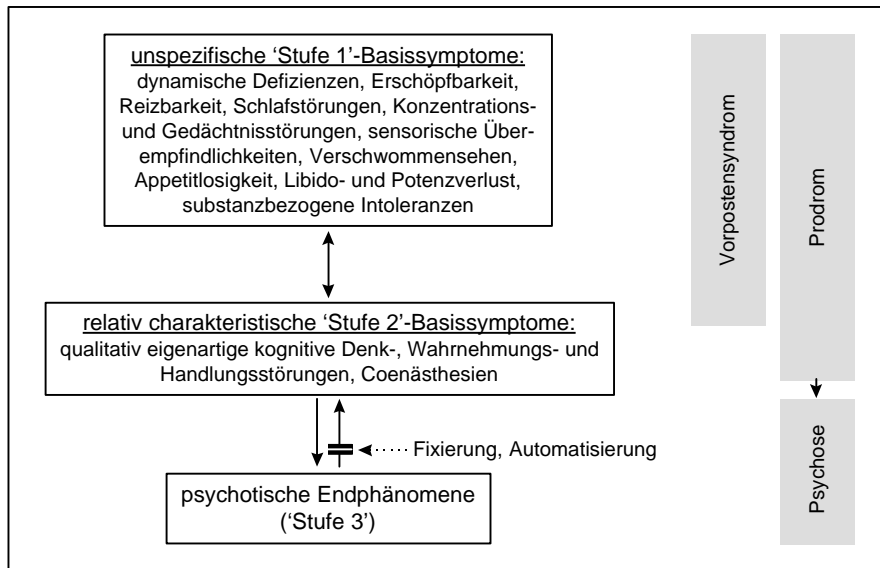 unspezifische ‘Stufe 1’-Basissymptome:
dynamische Defizienzen, Erschöpfbarkeit,
Reizbarkeit, Schlafstörungen, Konzentrations-
und Gedächtnisstörungen, sensorische Über-
empfindlichkeiten, Verschwommensehen,
Appetitlosigkeit, Libido- und Potenzverlust,
substanzbezogene Intoleranzen
relativ charakteristische ‘Stufe 2’-Basissymptome:
qualitativ eigenartige kognitive Denk-, Wahrnehmungs- und
Handlungsstörungen, Coenästhesien
Fixierung, Automatisierung
psychotische Endphänomene
(‘Stufe 3’)
Vorpostensyndrom
Prodrom
Psychose